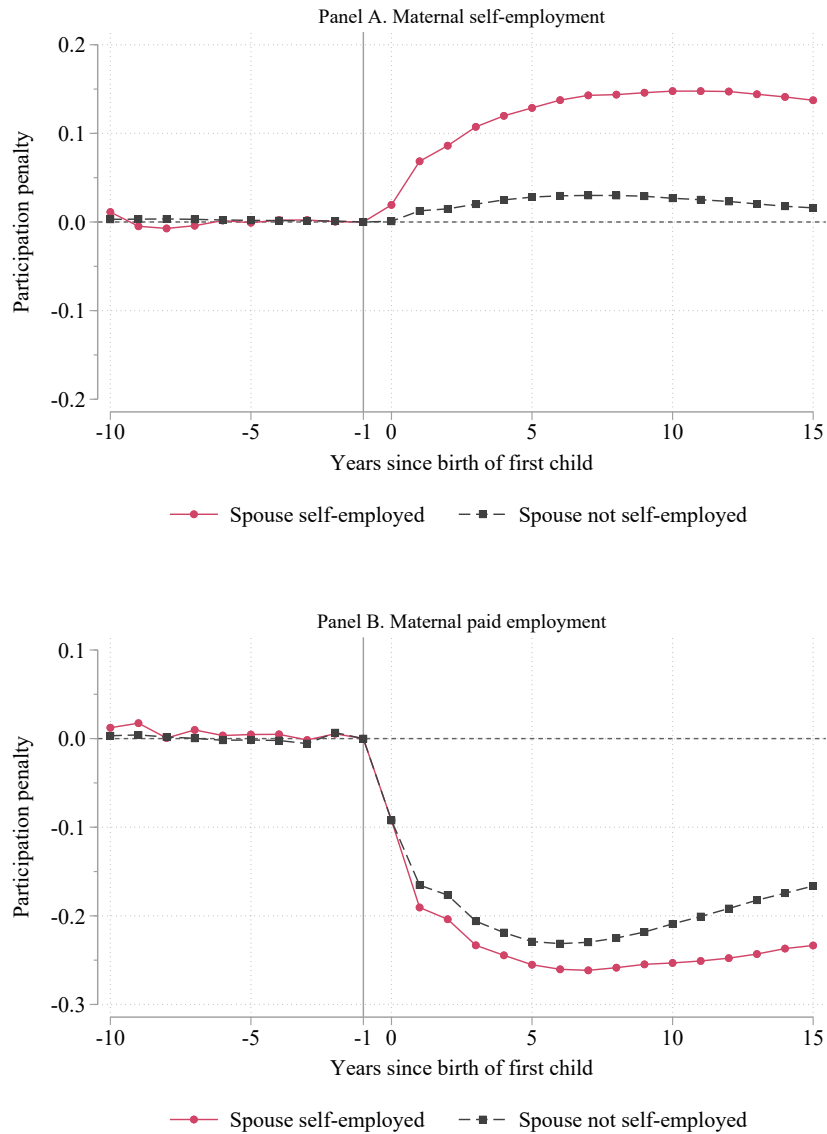 Panel A. Maternal self-employment
Participation penalty
0.2
0.1
0.0
-0.1
-0.2
-10 -5 -1 0 5 10 15
Years since birth of first child
Spouse self-employed Spouse not self-employed
Panel B. Maternal paid employment
Participation penalty
0.1
0.0
-0.1
-0.2
-0.3
-10 -5 -1 0 5 10 15
Years since birth of first child
Spouse self-employed Spouse not self-employed